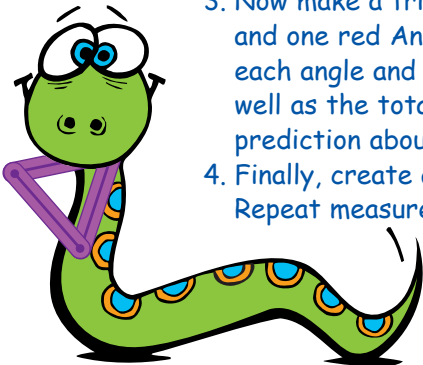 3. Now make a tri
and one red An
each angle and
well as the tota
prediction abou
4. Finally, create
Repeat measure